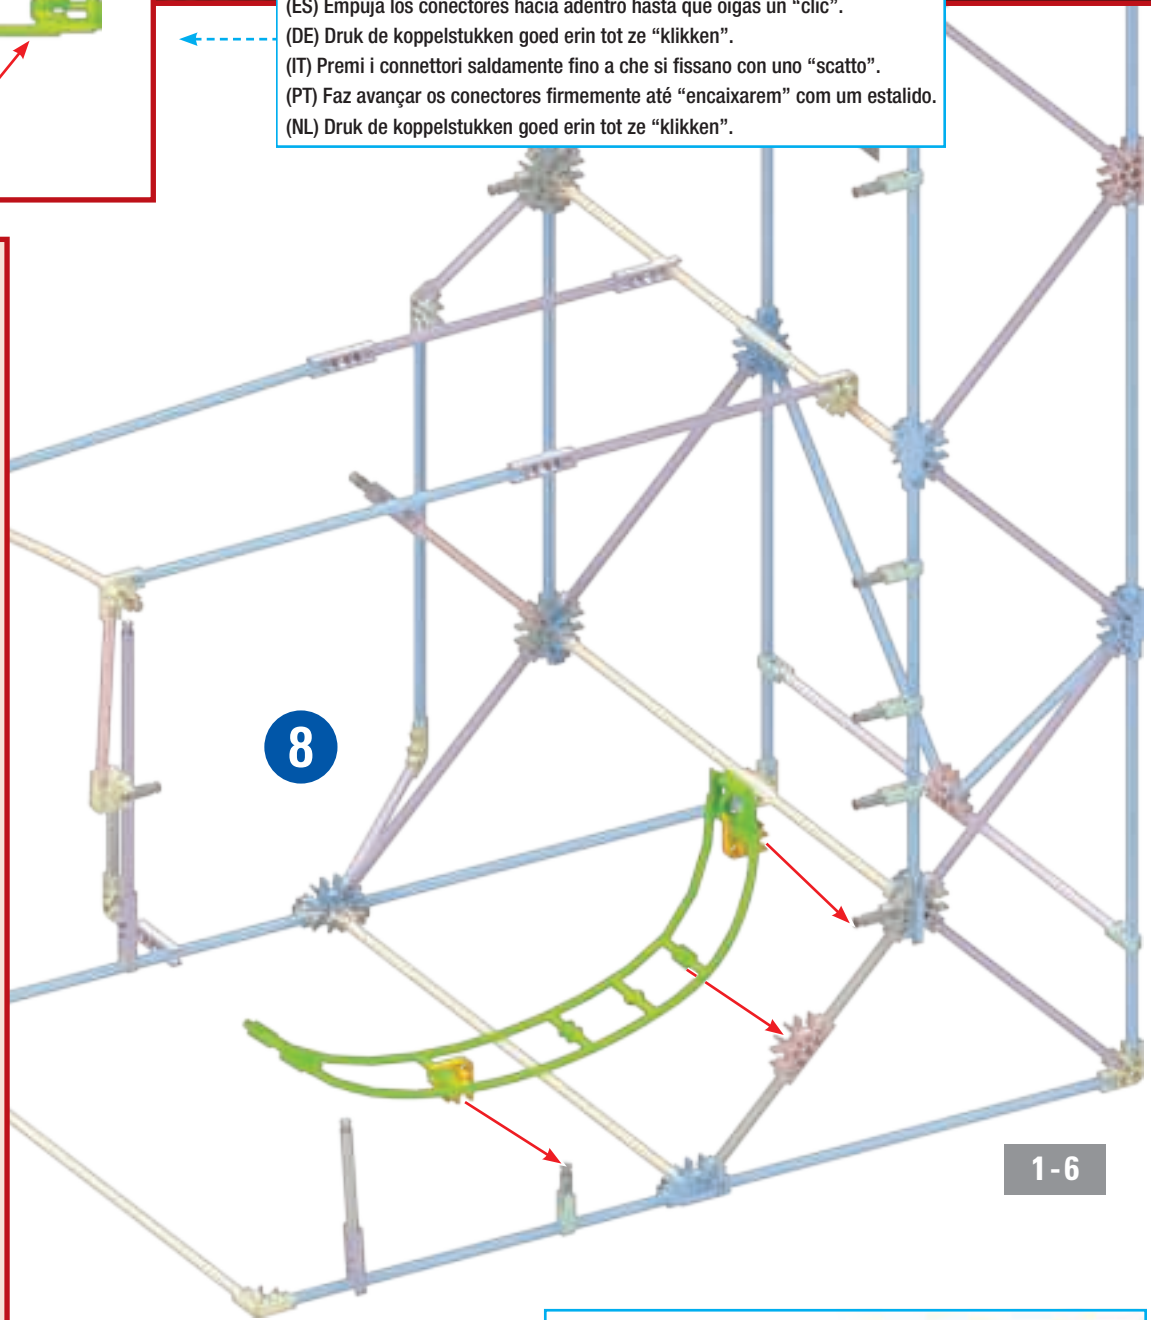 (ES) Empuja los conectores hacia adentro hasta que oigas un “clic”.
(DE) Druk de koppelstukken goed erin tot ze “klikken”.
(IT) Premi i connettori saldamente fino a che si fissano con uno “scatto”.
(PT) Faz avançar os conectores firmemente até “encaixarem” com um estalido.
(NL) Druk de koppelstukken goed erin tot ze “klikken”.
8
1-6